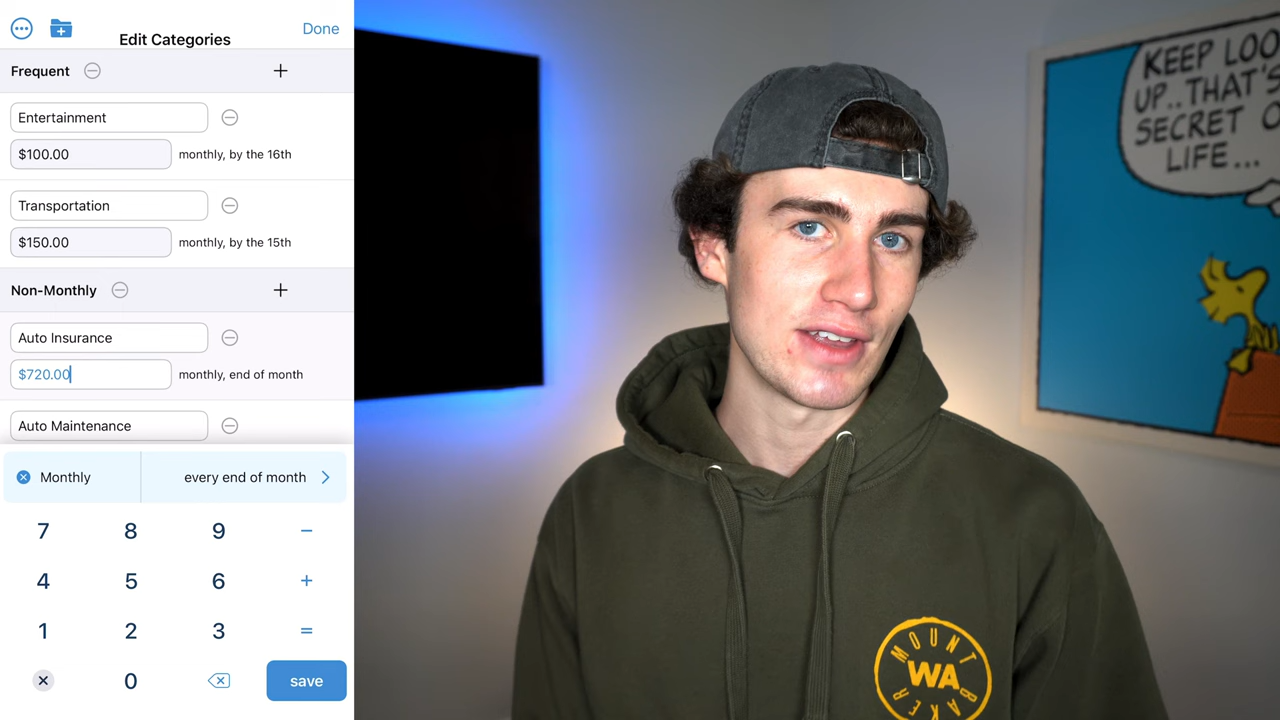 Edit Categories
Done
Frequent
Entertainment
$100.00 monthly, by the 16th
Transportation
$150.00 monthly, by the 15th
Non-Monthly
Auto Insurance
$720.00 monthly, end of month
Auto Maintenance
Monthly every end of month
7 8 9 −
4 5 6 +
1 2 3 =
0 save
KEEP LOO
UP.. THAT'S
SECRET O
LIFE...
MOUNT
WA
BAKER